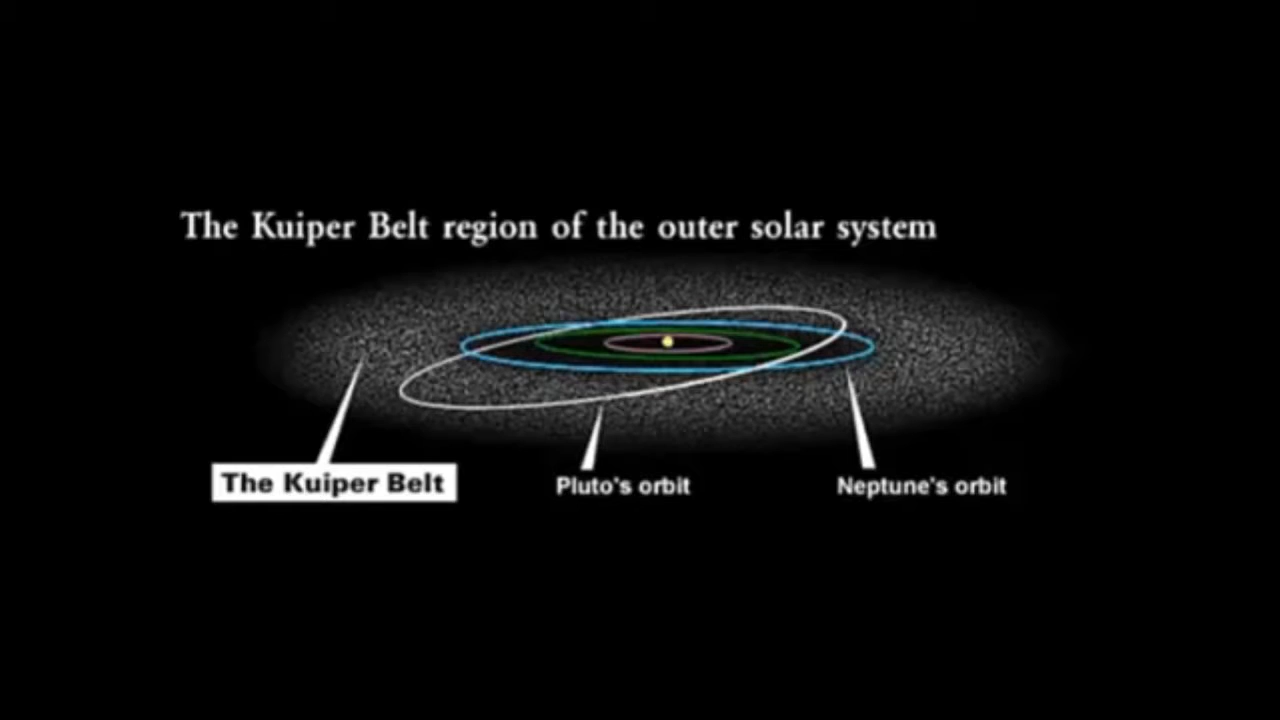 The Kuiper Belt region of the outer solar system
The Kuiper Belt
Pluto's orbit
Neptune's orbit